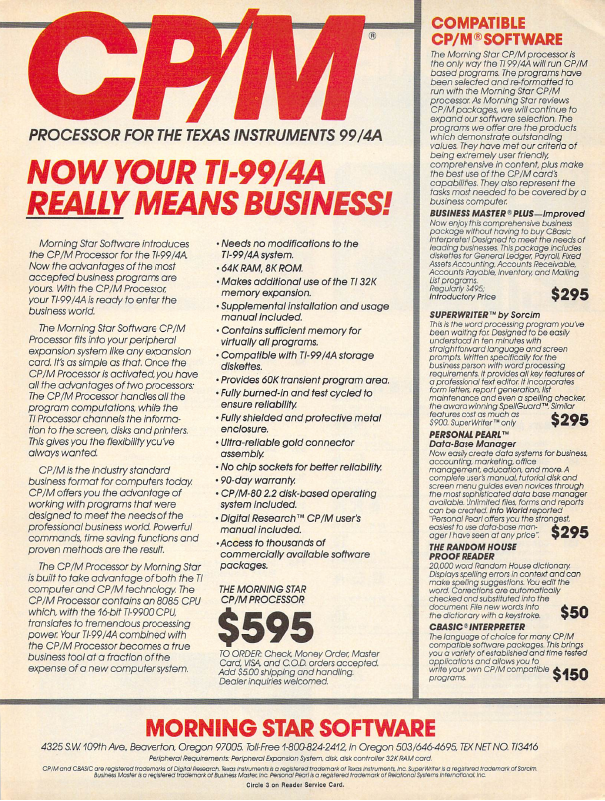 CP/M®
PROCESSOR FOR THE TEXAS INSTRUMENTS 99/4A
NOW YOUR TI-99/4A
REALLY MEANS BUSINESS!
Morning Star Software introduces
the CP/M Processor for the TI-99/4A.
Now the advantages of the most
accepted business programs are
yours. With the CP/M Processor,
your TI-99/4A is ready to enter the
business world.
The Morning Star Software CP/M
Processor fits into your peripheral
expansion system like any expansion
card. It's as simple as that. Once the
CP/M Processor is activated, you have
all the advantages of two processors:
The CP/M Processor handles all the
program computations, while the
TI Processor channels the informa-
tion to the screen, disks and printers.
This gives you the flexibility you've
always wanted.
CP/M is the industry standard
business format for computers today.
CP/M offers you the advantage of
working with programs that were
designed to meet the needs of the
professional business world. Powerful
commands, time saving functions and
proven methods are the result.
The CP/M Processor by Morning Star
is built to take advantage of both the TI
computer and CP/M technology. The
CP/M Processor contains an 8085 CPU
which, with the 16-bit TI-9900 CPU,
translates to tremendous processing
power. Your TI-99/4A combined with
the CP/M Processor becomes a true
business tool at a fraction of the
expense of a new computer system.
• Needs no modifications to the
TI-99/4A system.
• 64K RAM, 8K ROM.
• Makes additional use of the TI 32K
memory expansion.
• Supplemental installation and usage
manual included.
• Contains sufficient memory for
virtually all programs.
• Compatible with TI-99/4A storage
diskettes.
• Provides 60K transient program area.
• Fully burned-in and test cycled to
ensure reliability.
• Fully shielded and protective metal
enclosure.
• Ultra-reliable gold connector
assembly.
• No chip sockets for better reliability.
• 90-day warranty.
• CP/M-80 2.2 disk-based operating
system included.
• Digital Research™ CP/M user's
manual included.
• Access to thousands of
commercially available software
packages.
THE MORNING STAR
CP/M PROCESSOR
$595
TO ORDER: Check, Money Order, Master
Card, VISA, and C.O.D. orders accepted.
Add $5.00 shipping and handling.
Dealer inquiries welcomed.
COMPATIBLE
CP/M® SOFTWARE
The Morning Star CP/M processor is
the only way the TI 99/4A will run CP/M
based programs. The programs have
been selected and re-formatted to
run with the Morning Star CP/M
processor. As Morning Star reviews
CP/M packages, we will continue to
expand our software selection. The
programs we offer are the products
which demonstrate outstanding
values. They have met our criteria of
being extremely user friendly,
comprehensive in content, plus make
the best use of the CP/M card's
capabilites. They also represent the
tasks most needed to be covered by a
business computer.
BUSINESS MASTER® PLUS—Improved
Now enjoy this comprehensive business
package without having to buy CBasic
Interpreter! Designed to meet the needs of
leading businesses. This package includes
diskettes for General Ledger, Payroll, Fixed
Assets Accounting, Accounts Receivable,
Accounts Payable, Inventory, and Mailing
List programs.
Regularly $495;
Introductory Price $295
SUPERWRITER™ by Sorcim
This is the word processing program you've
been waiting for. Designed to be easily
understood in ten minutes with
straightforward language and screen
prompts. Written specifically for the
business person with word processing
requirements. It provides all key features of
a professional text editor. It incorporates
form letters, report generation, list
maintenance and even a spelling checker,
the award winning SpellGuard™. Similar
features cost as much as
$900. SuperWriter™ only $295
PERSONAL PEARL™
Data-Base Manager
Now easily create data systems for business,
accounting, marketing, office
management, education, and more. A
complete user's manual, tutorial disk and
screen menu guides even novices through
the most sophisticated data base manager
available. Unlimited files, forms and reports
can be created. Info World reported
"Personal Pearl offers you the strongest,
easiest to use data-base man-
ager I have seen at any price". $295
THE RANDOM HOUSE
PROOF READER
20,000 word Random House dictionary.
Displays spelling errors in context and can
make spelling suggestions. You edit the
word. Corrections are automatically
checked and substituted into the
document. File new words into
the dictionary with a keystroke. $50
CBASIC® INTERPRETER
The language of choice for many CP/M
compatible software packages. This brings
you a variety of established and time tested
applications and allows you to
write your own CP/M compatible
programs. $150
MORNING STAR SOFTWARE
4325 S.W. 109th Ave., Beaverton, Oregon 97005. Toll-Free 1-800-824-2412, In Oregon 503/646-4695, TEX NET NO. TI3416
Peripheral Requirements: Peripheral Expansion System, disk, disk controller 32K RAM card.
CP/M and CBASIC are registered trademarks of Digital Research. Texas Instruments is a registered trademark of Texas Instruments, Inc. SuperWriter is a registered trademark of Sorcim.
Business Master is a registered trademark of Business Master, Inc. Personal Pearl is a registered trademark of Relational Systems International, Inc.
Circle 3 on Reader Service Card.